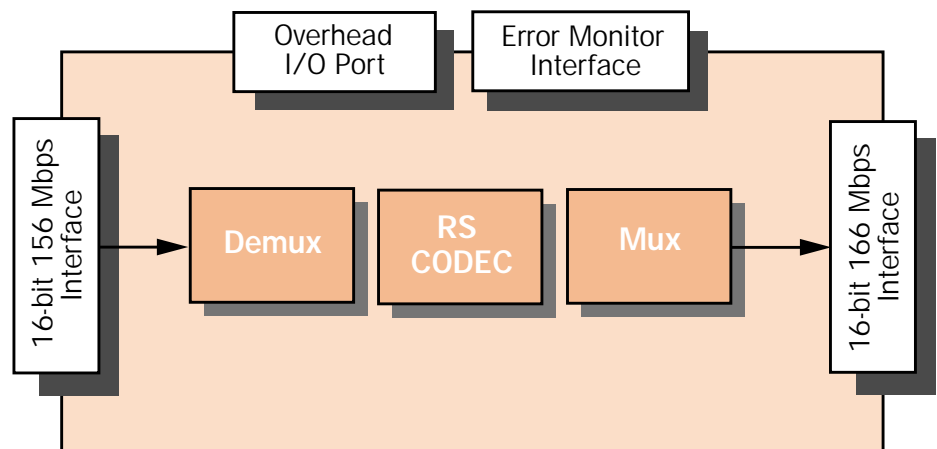 Overhead
I/O Port
Error Monitor
Interface
16-bit 156 Mbps
Interface
Demux
RS
CODEC
Mux
16-bit 166 Mbps
Interface